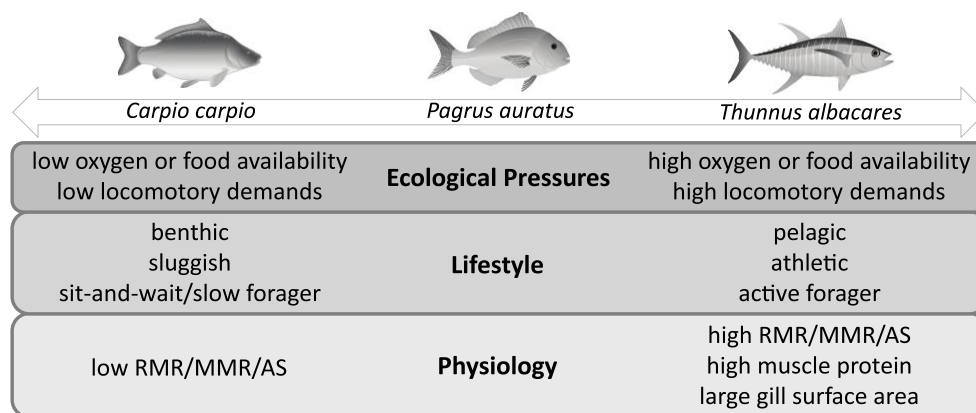 Carpio carpio
Pagrus auratus
Thunnus albacares
low oxygen or food availability
low locomotory demands
Ecological Pressures
high oxygen or food availability
high locomotory demands
benthic
sluggish
sit-and-wait/slow forager
Lifestyle
pelagic
athletic
active forager
low RMR/MMR/AS
Physiology
high RMR/MMR/AS
high muscle protein
large gill surface area